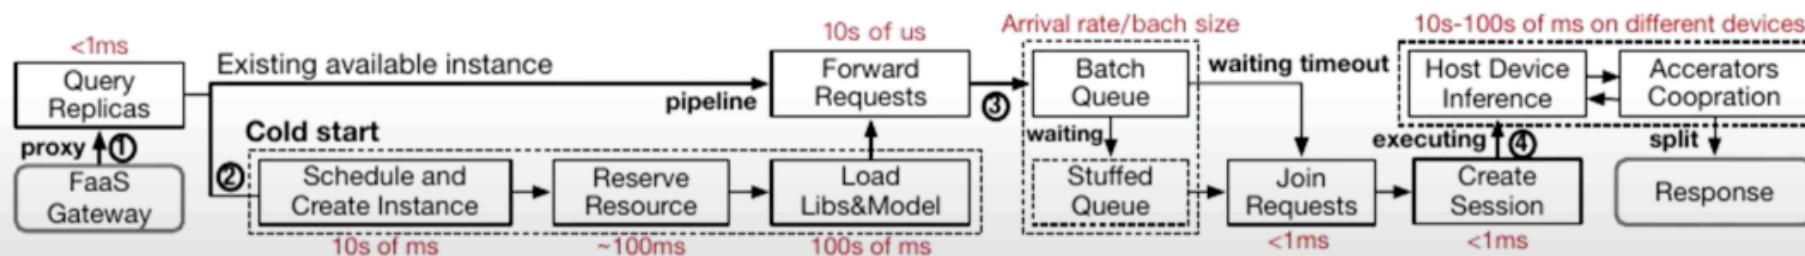 <1ms
Query
Replicas
proxy ①
FaaS
Gateway
Existing available instance
pipeline
10s of us
Forward
Requests
Cold start
②
Schedule and
Create Instance
10s of ms
Reserve
Resource
~100ms
Load
Libs&Model
100s of ms
③
Arrival rate/bach size
Batch
Queue
waiting
Stuffed
Queue
waiting timeout
Join
Requests
<1ms
Create
Session
<1ms
executing ④
10s-100s of ms on different devices
Host Device
Inference
Accerators
Coopration
split
Response